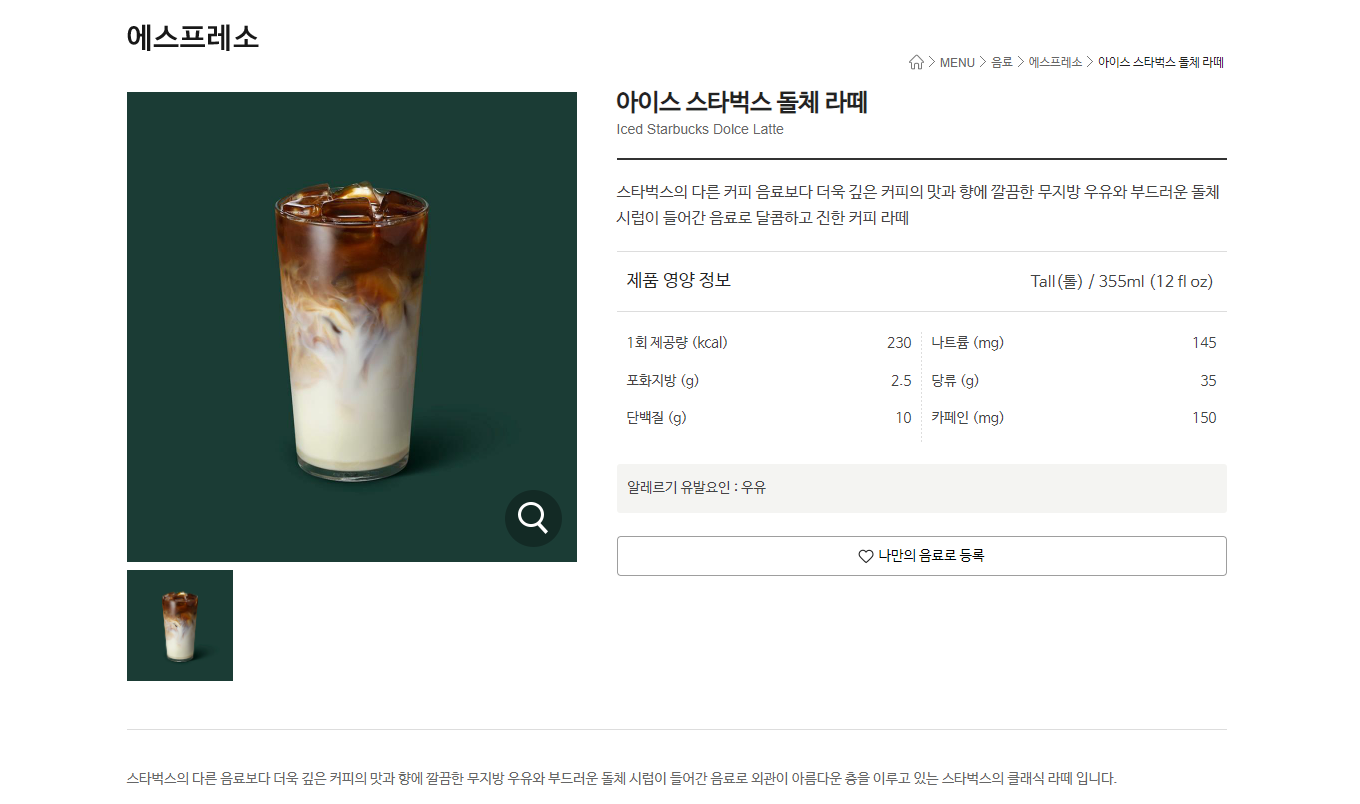 에스프레소
MENU 음료 에스프레소 아이스 스타벅스 돌체 라떼
아이스 스타벅스 돌체 라떼
Iced Starbucks Dolce Latte
스타벅스의 다른 커피 음료보다 더욱 깊은 커피의 맛과 향에 깔끔한 무지방 우유와 부드러운 돌체
시럽이 들어간 음료로 달콤하고 진한 커피 라떼
제품 영양 정보 Tall(톨) / 355ml (12 fl oz)
1회 제공량 (kcal) 230 나트륨 (mg) 145
포화지방 (g) 2.5 당류 (g) 35
단백질 (g) 10 카페인 (mg) 150
알레르기 유발요인 : 우유
나만의 음료로 등록
스타벅스의 다른 음료보다 더욱 깊은 커피의 맛과 향에 깔끔한 무지방 우유와 부드러운 돌체 시럽이 들어간 음료로 외관이 아름다운 층을 이루고 있는 스타벅스의 클래식 라떼 입니다.